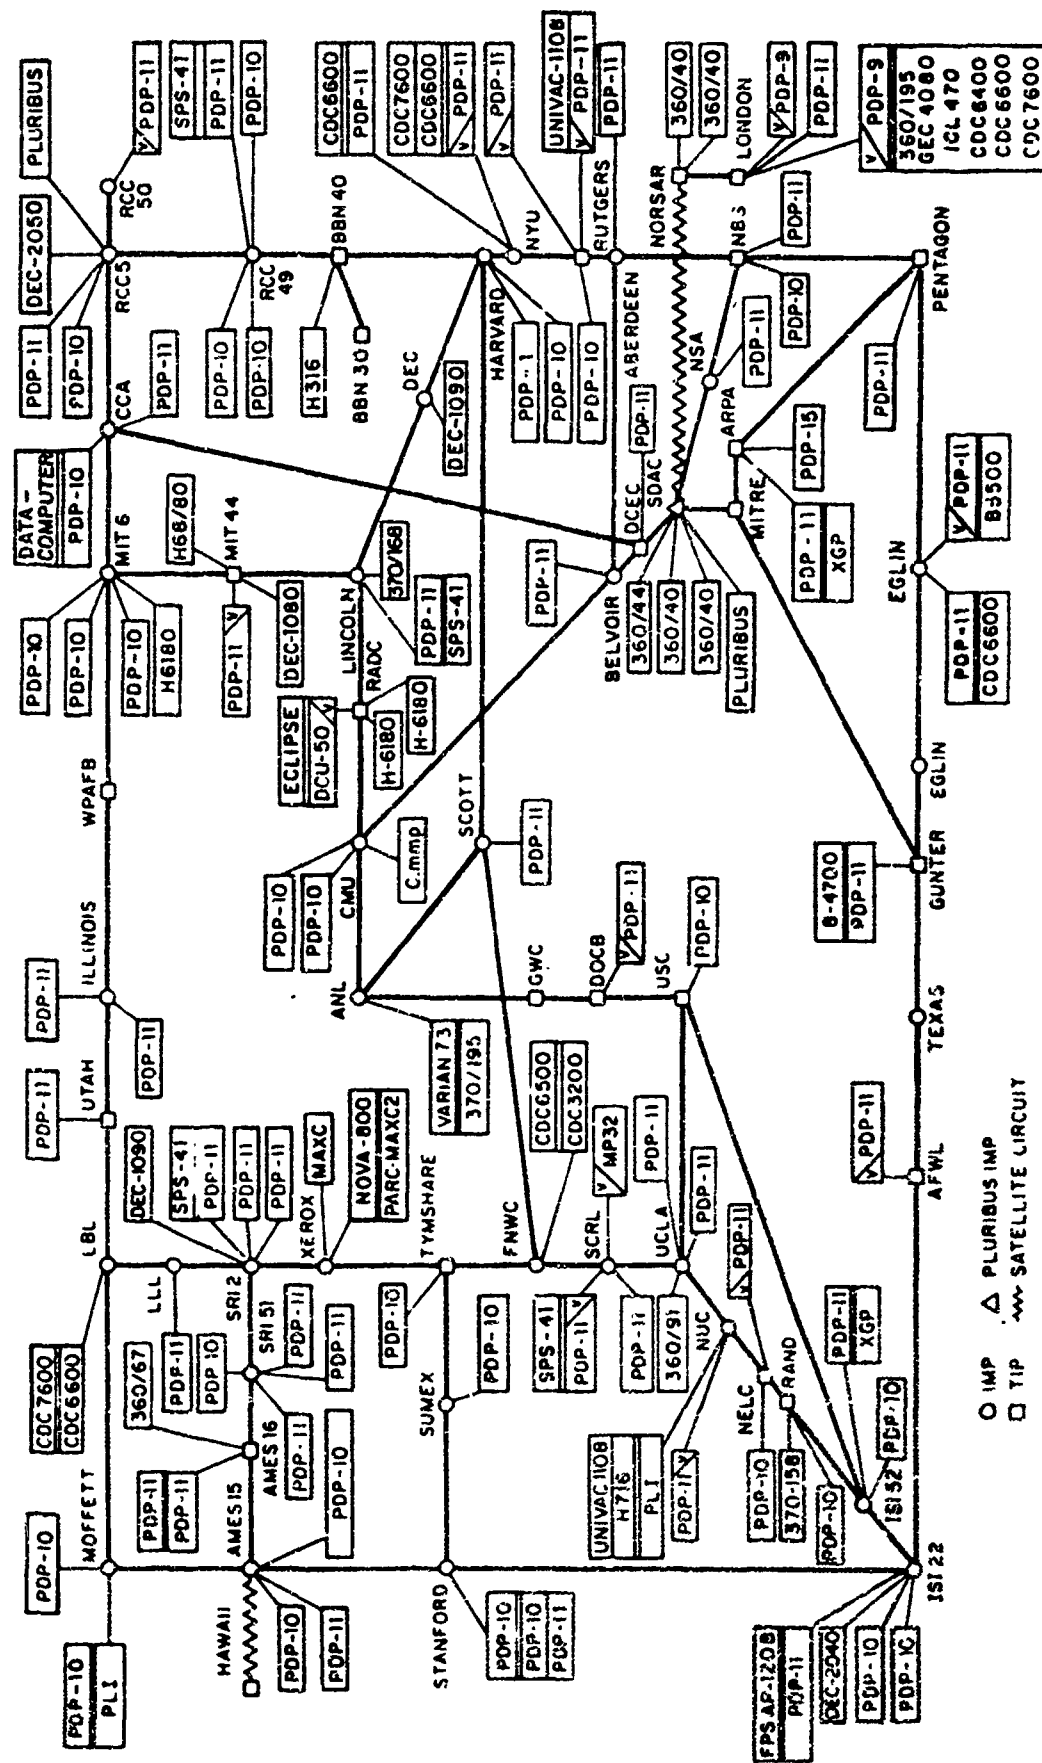 PDP-10
PLI
PDP-10
MOFFETT
CDC7600
CDC6600
LBL
PDP-11
UTAH
PDP-11
ILLINOIS
PDP-11
WPAFB
PDP-10
PDP-10
PDP-10
H6180
MIT 6
DATA-
COMPUTER
PDP-10
CCA
PDP-11
PDP-11
PDP-10
DEC-2050
PLURIBUS
RCC5
RCC
50
V PDP-11
LLL
PDP-11
DEC-1090
SPS-41
PDP-11
PDP-11
PDP-11
SRI 2
360/67
PDP-10
SRI 51
PDP-11
PDP-11
PDP-11
PDP-11
AMES 16
PDP-11
AMES 15
PDP-10
HAWAII
PDP-10
PDP-11
XEROX
MAXC
NOVA-800
PARC-MAXC2
H68/80
MIT 44
PDP-11 V
DEC-1080
SPS-41
PDP-11
PDP-10
RCC
49
PDP-10
PDP-10
H316
BBN 40
BBN 30
CDC6600
PDP-11
CDC7600
CDC6600
V PDP-11
V PDP-11
LINCOLN
370/168
PDP-11
SPS-41
RADC
ECLIPSE
DCU-50 V
H-6180
H-6180
PDP-10
PDP-10
CMU
C.mmp
ANL
VARIAN 73
370/195
DEC
DEC-1090
STANFORD
PDP-10
PDP-10
PDP-11
SUMEX
PDP-10
PDP-10
TYMSHARE
SCOTT
PDP-11
HARVARD
PDP-1
PDP-10
NYU
PDP-10
UNIVAC-1108
V PDP-11
PDP-11
RUTGERS
ABERDEEN
FNWC
CDC6500
CDC3200
GWC
DOCB
V PDP-11
SCRL
V MP32
SPS-41
PDP-11 V
PDP-11
360/91
UCLA
PDP-11
PDP-11
USC
PDP-10
PDP-11
BELVOIR
DCEC
PDP-11
SDAC
360/44
360/40
360/40
PLURIBUS
NORSAR
360/40
360/40
LONDON
V PDP-9
PDP-11
V PDP-9
360/195
GEC 4080
ICL 470
CDC6400
CDC6600
CDC7600
UNIVAC 1108
H716
PLI
PDP-11 V
NUC
NELC
V PDP-11
PDP-10
RAND
370-158
PDP-10
MITRE
PDP-11
XGP
ARPA
PDP-15
NSA
PDP-11
NBS
PDP-10
PDP-11
PDP-11
XGP
ISI 52
PDP-10
FPS AP-120B
PDP-11
DEC-2040
PDP-10
PDP-10
ISI 22
V PDP-11
AFWL
TEXAS
B-4700
PDP-11
GUNTER
EGLIN
EGLIN
PDP-11
CDC6600
V PDP-11
B5500
PDP-11
PENTAGON
IMP
PLURIBUS IMP
TIP
SATELLITE CIRCUIT